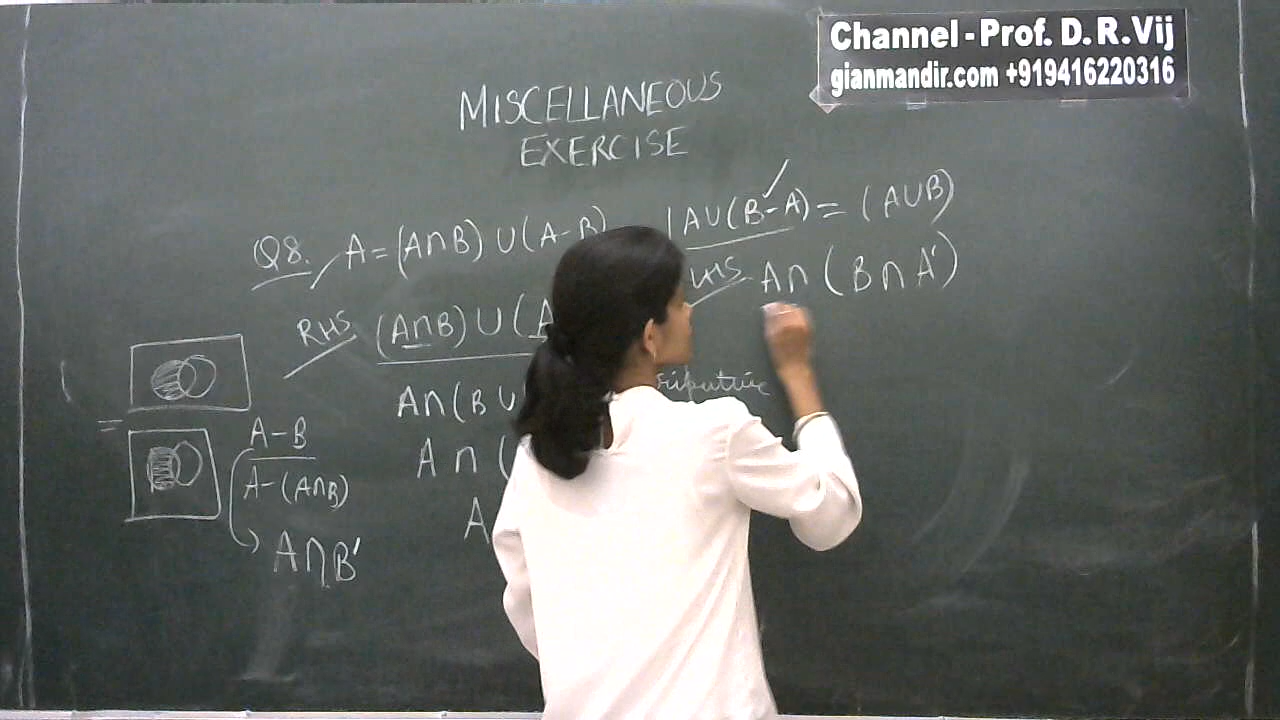 Channel - Prof. D. R. Vij
gianmandir.com +919416220316
MISCELLANEOUS
EXERCISE
Q8. A = (A∩B) ∪ (A-B)
A∪(B-A) = (A∪B)
LHS A∩(B∩A')
RHS (A∩B)∪(A
A∩(B∪
A∩(
A
=
A-B
A-(A∩B)
A∩B'